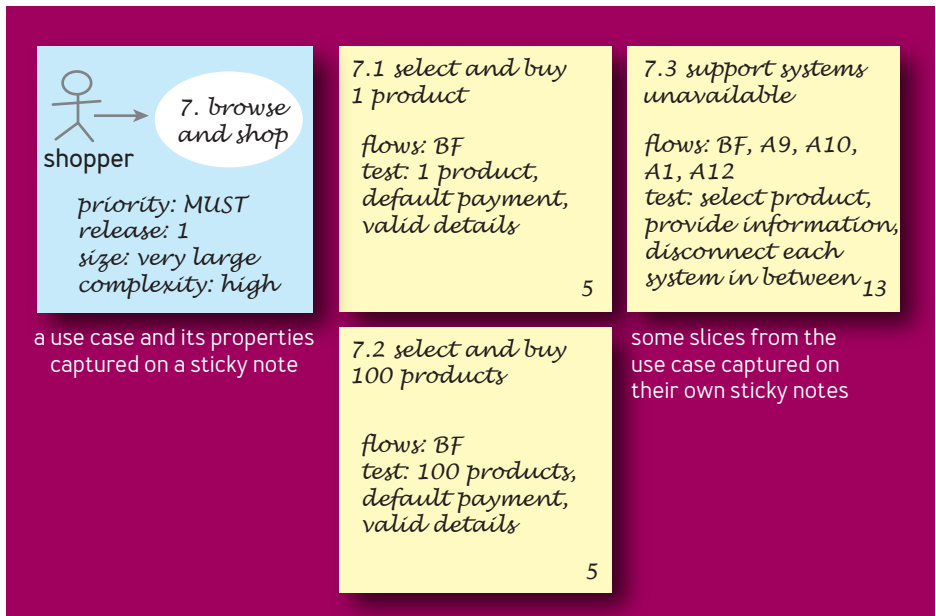 7. browse
and shop
shopper
priority: MUST
release: 1
size: very large
complexity: high
a use case and its properties
captured on a sticky note
7.1 select and buy
1 product
flows: BF
test: 1 product,
default payment,
valid details
5
7.2 select and buy
100 products
flows: BF
test: 100 products,
default payment,
valid details
5
7.3 support systems
unavailable
flows: BF, A9, A10,
A1, A12
test: select product,
provide information,
disconnect each
system in between
13
some slices from the
use case captured on
their own sticky notes